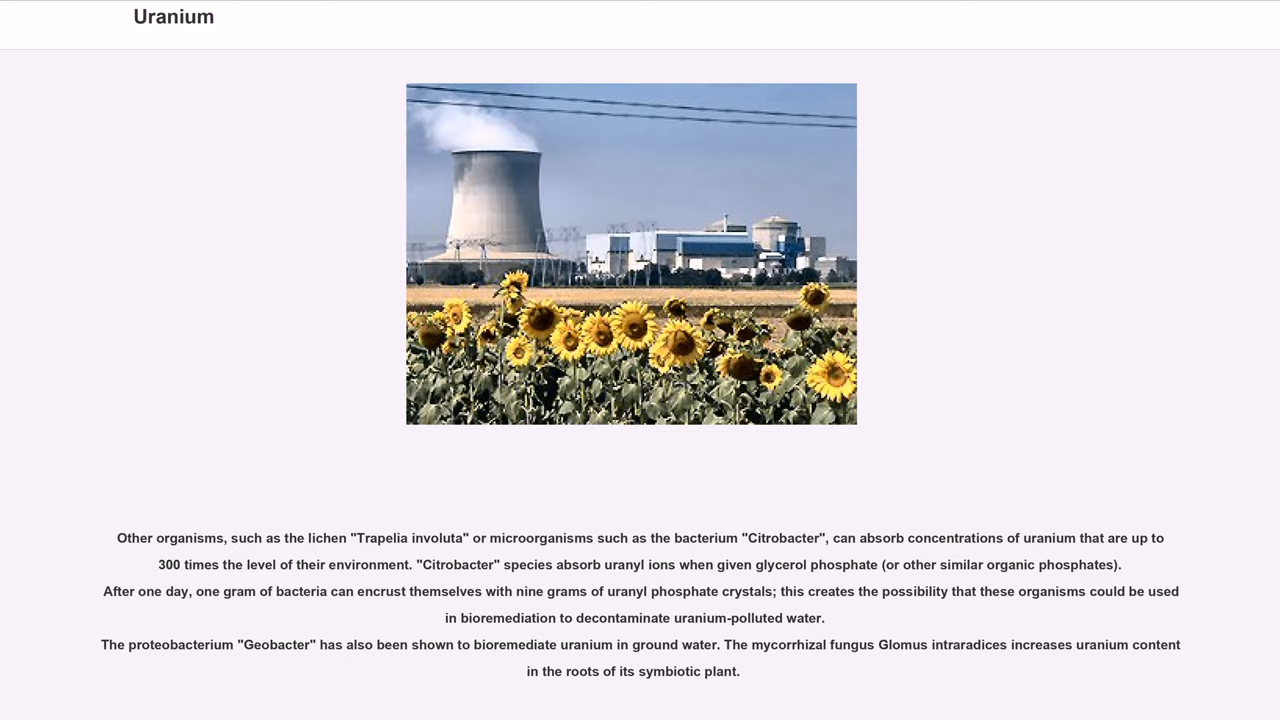 Uranium
Other organisms, such as the lichen "Trapelia involuta" or microorganisms such as the bacterium "Citrobacter", can absorb concentrations of uranium that are up to
300 times the level of their environment. "Citrobacter" species absorb uranyl ions when given glycerol phosphate (or other similar organic phosphates).
After one day, one gram of bacteria can encrust themselves with nine grams of uranyl phosphate crystals; this creates the possibility that these organisms could be used
in bioremediation to decontaminate uranium-polluted water.
The proteobacterium "Geobacter" has also been shown to bioremediate uranium in ground water. The mycorrhizal fungus Glomus intraradices increases uranium content
in the roots of its symbiotic plant.